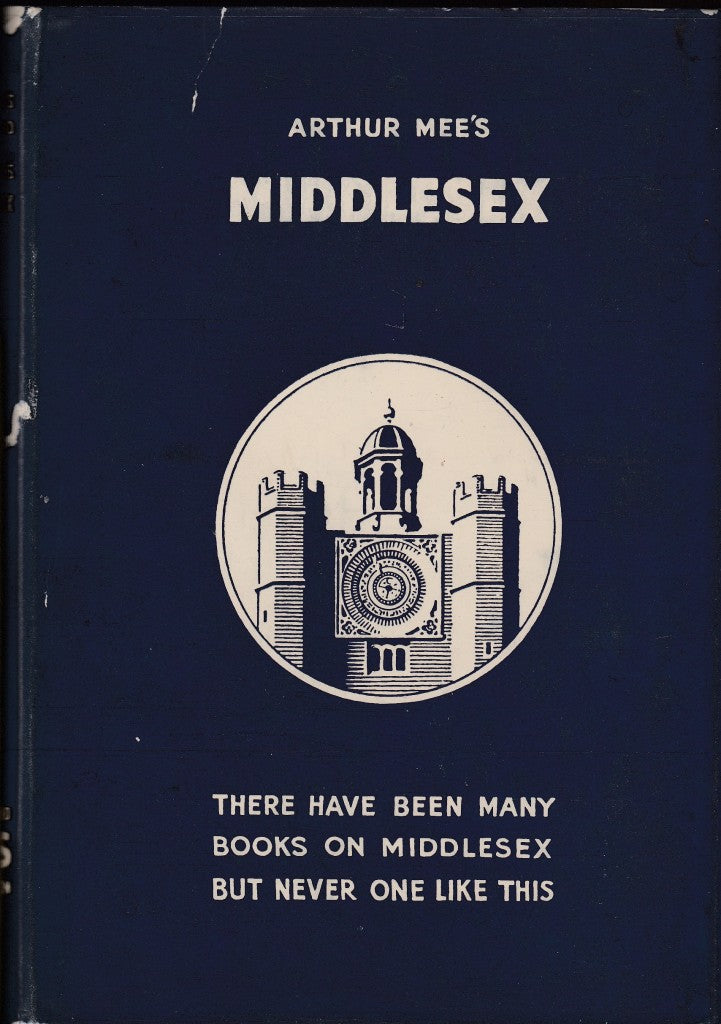 ARTHUR MEE'S
MIDDLESEX
THERE HAVE BEEN MANY
BOOKS ON MIDDLESEX
BUT NEVER ONE LIKE THIS